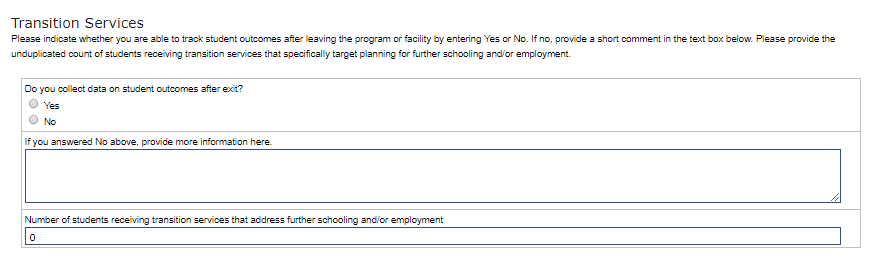 Transition Services
Please indicate whether you are able to track student outcomes after leaving the program or facility by entering Yes or No. If no, provide a short comment in the text box below. Please provide the
unduplicated count of students receiving transition services that specifically target planning for further schooling and/or employment.
Do you collect data on student outcomes after exit?
Yes
No
If you answered No above, provide more information here.
Number of students receiving transition services that address further schooling and/or employment
0